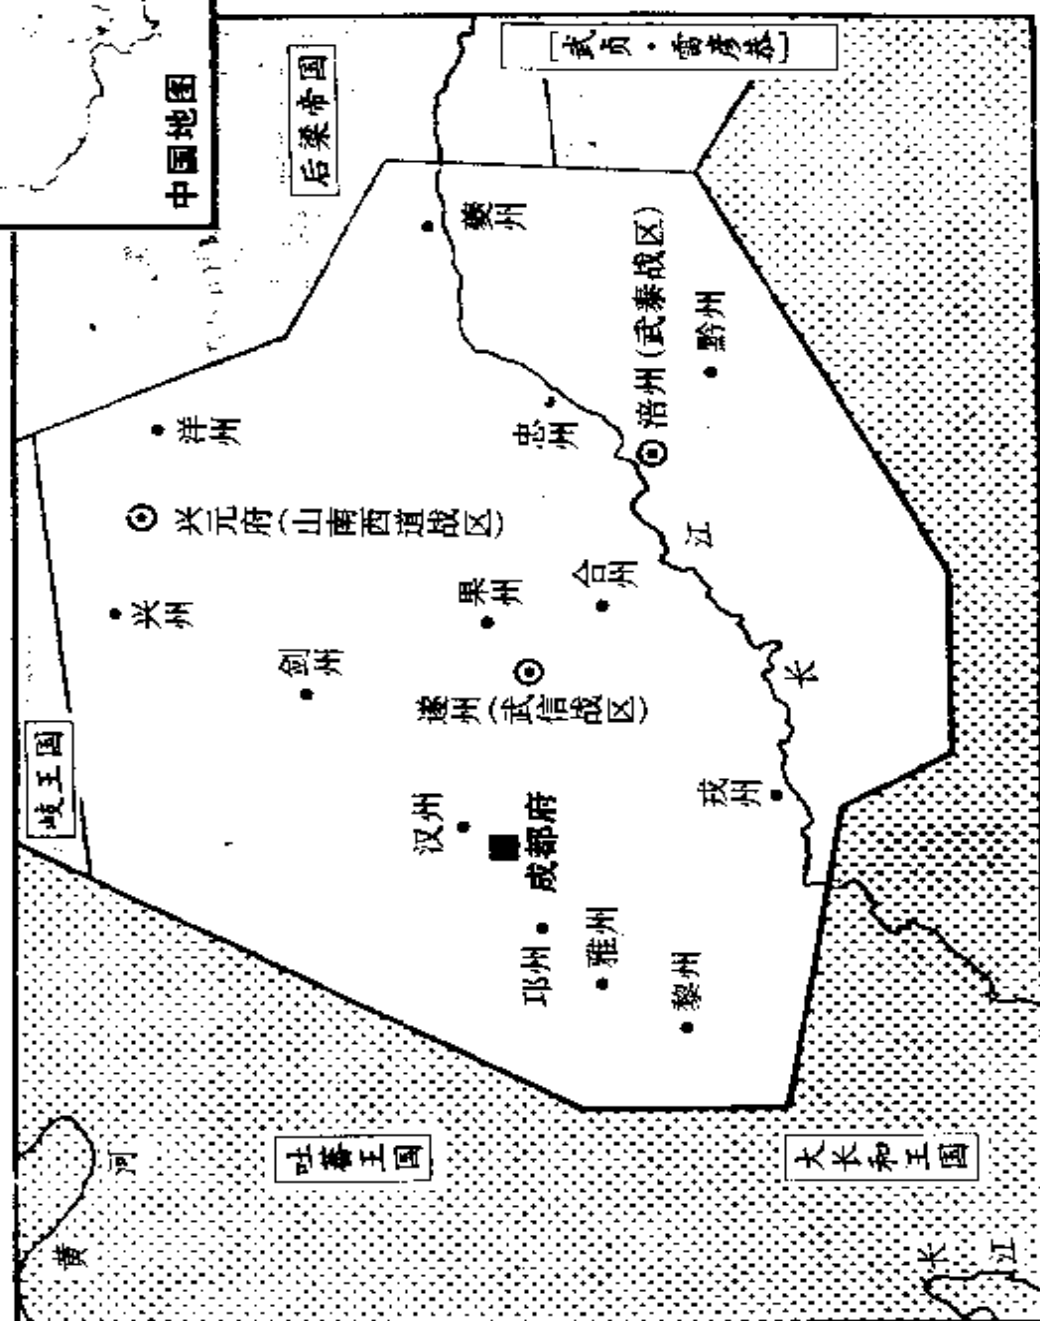 中国地图
后梁帝国
[武贞·雷彦恭]
夔州
洋州
兴元府(山南西道战区)
兴州
剑州
果州
合州
忠州
涪州(武泰战区)
黔州
遂州(武信战区)
岐王国
汉州
成都府
邛州
雅州
黎州
戎州
长江
吐蕃王国
大长和王国
黄河
长江